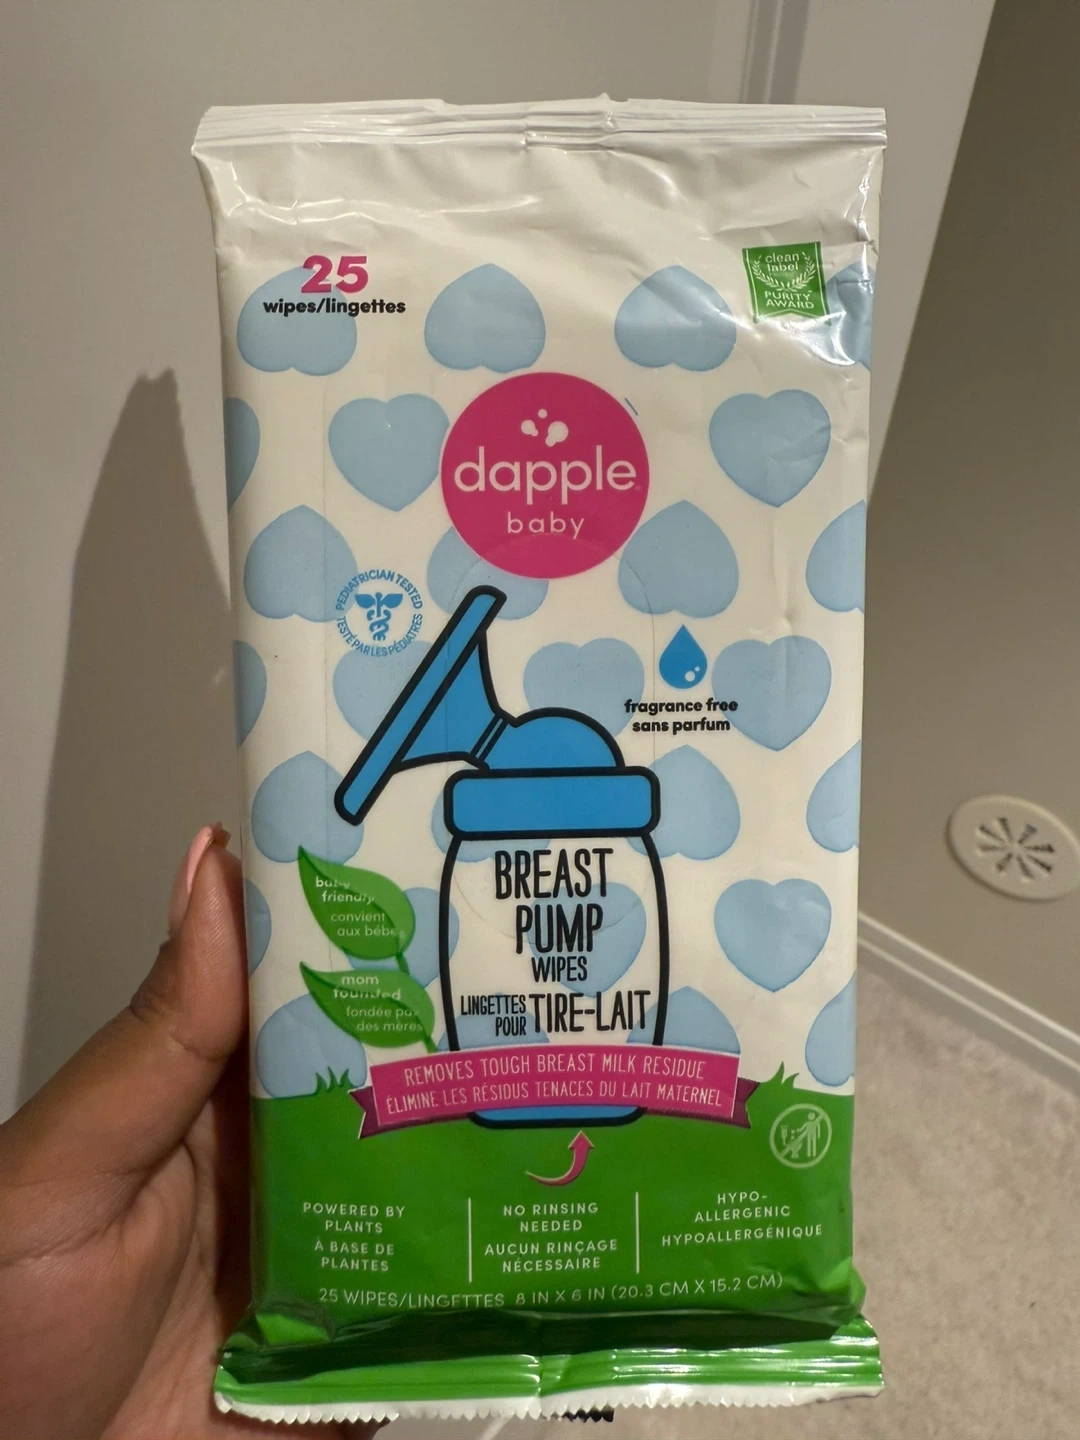 25
wipes/lingettes
clean
label
PURITY
AWARD
dapple
baby
PEDIATRICIAN TESTED
TESTÉ PAR LES PÉDIATRES
fragrance free
sans parfum
baby
friendly
convient
aux bébés
mom
founded
fondée par
des mères
BREAST
PUMP
WIPES
LINGETTES
POUR TIRE-LAIT
REMOVES TOUGH BREAST MILK RESIDUE
ÉLIMINE LES RÉSIDUS TENACES DU LAIT MATERNEL
POWERED BY
PLANTS
À BASE DE
PLANTES
NO RINSING
NEEDED
AUCUN RINÇAGE
NÉCESSAIRE
HYPO-
ALLERGENIC
HYPOALLERGÉNIQUE
25 WIPES/LINGETTES 8 IN X 6 IN (20.3 CM X 15.2 CM)